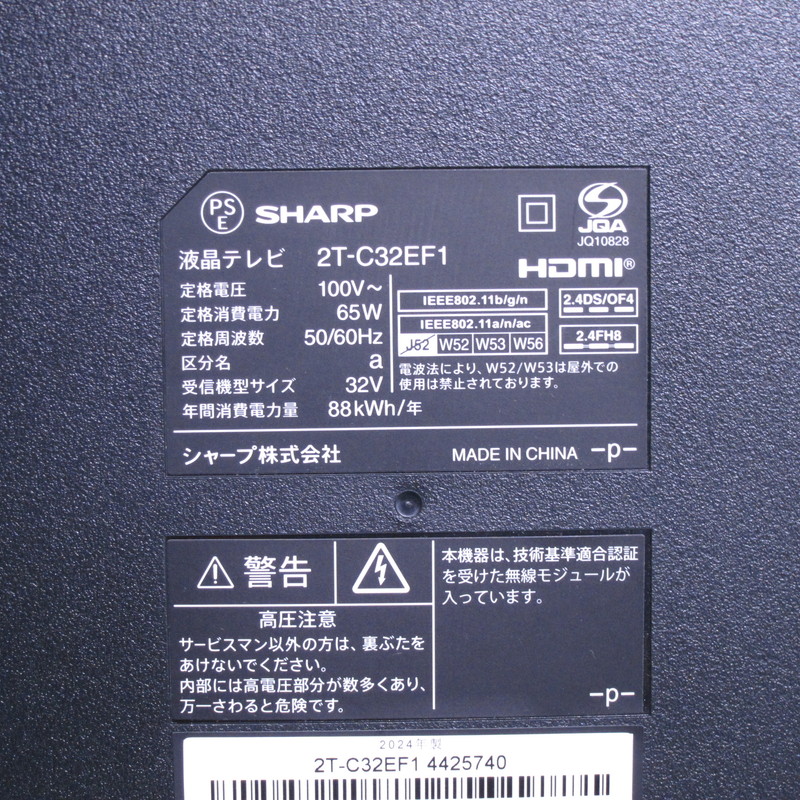 PS
E
SHARP
JQA
JQ10828
液晶テレビ 2T-C32EF1
HDMI®
定格電圧 100V~
定格消費電力 65W
定格周波数 50/60Hz
区分名 a
受信機型サイズ 32V
年間消費電力量 88kWh/年
IEEE802.11b/g/n
IEEE802.11a/n/ac
J52 W52 W53 W56
2.4DS/OF4
2.4FH8
電波法により、W52/W53は屋外での
使用は禁止されております。
シャープ株式会社 MADE IN CHINA -p-
警告
高圧注意
サービスマン以外の方は、裏ぶたを
あけないでください。
内部には高電圧部分が数多くあり、
万一さわると危険です。
本機器は、技術基準適合認証
を受けた無線モジュールが
入っています。
-p-
2024年製
2T-C32EF1 4425740